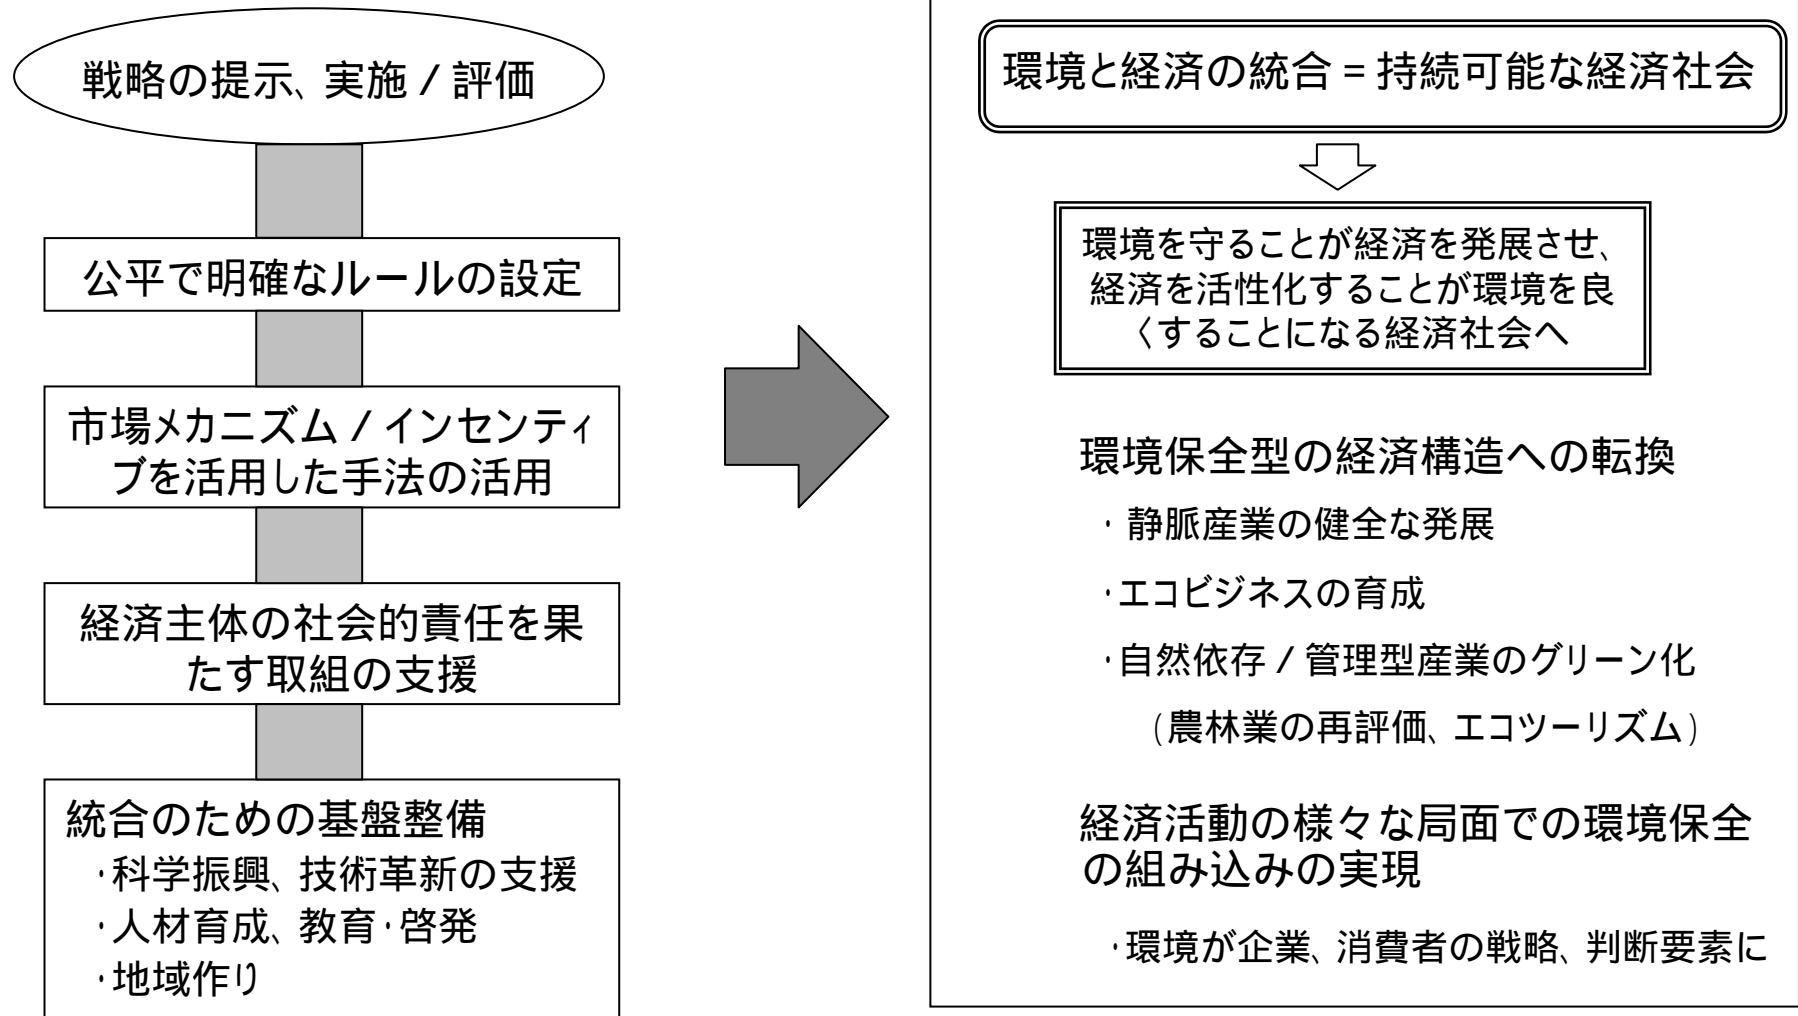 戦略の提示、実施／評価
公平で明確なルールの設定
市場メカニズム／インセンティ
ブを活用した手法の活用
経済主体の社会的責任を果
たす取組の支援
統合のための基盤整備
・科学振興、技術革新の支援
・人材育成、教育・啓発
・地域作り
環境と経済の統合＝持続可能な経済社会
環境を守ることが経済を発展させ、
経済を活性化することが環境を良
くすることになる経済社会へ
環境保全型の経済構造への転換
・静脈産業の健全な発展
・エコビジネスの育成
・自然依存／管理型産業のグリーン化
（農林業の再評価、エコツーリズム）
経済活動の様々な局面での環境保全
の組み込みの実現
・環境が企業、消費者の戦略、判断要素に